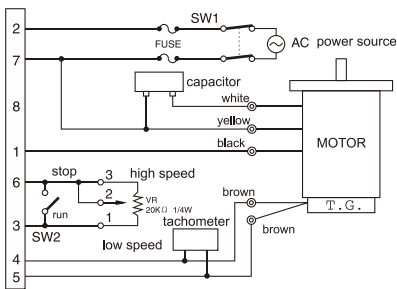 2
SW1
FUSE
AC power source
7
capacitor
8
white
yellow
1
black
MOTOR
6
stop
3
high speed
2
VR
20KΩ 1/4W
run
1
brown
T.G.
3
SW2
low speed
tachometer
4
brown
5